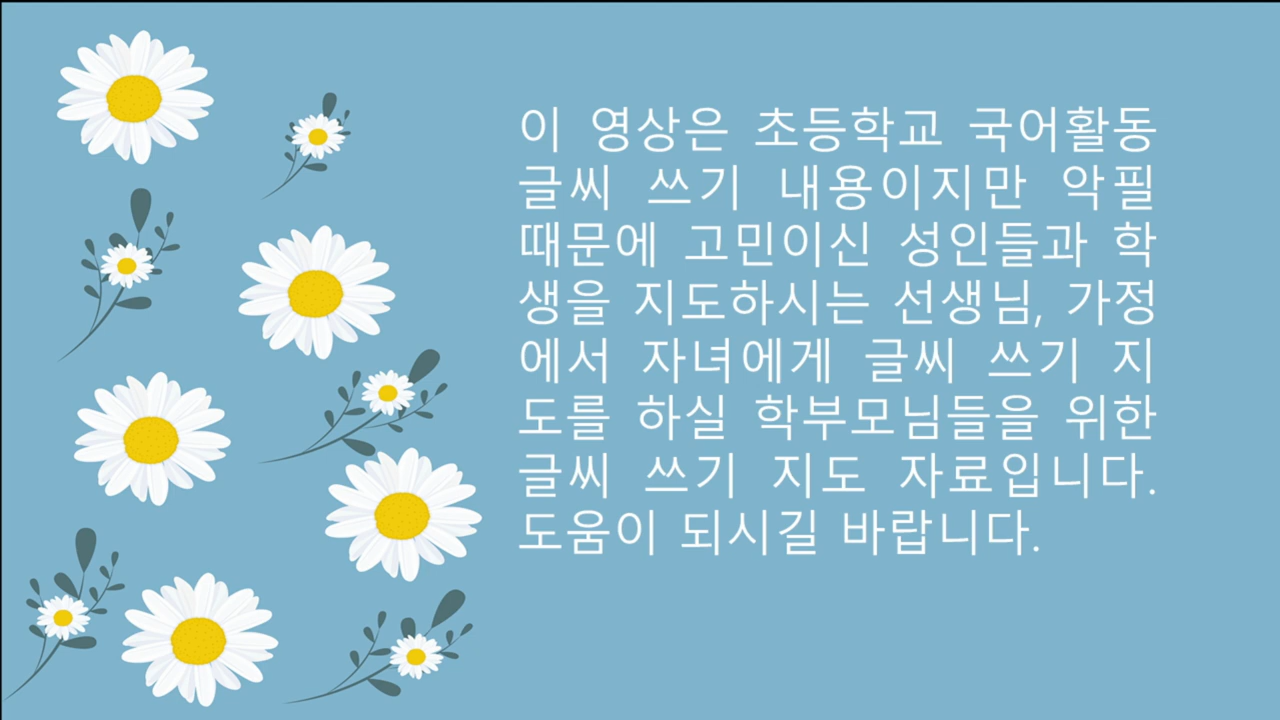 이 영상은 초등학교 국어활동
글씨 쓰기 내용이지만 악필
때문에 고민이신 성인들과 학
생을 지도하시는 선생님, 가정
에서 자녀에게 글씨 쓰기 지
도를 하실 학부모님들을 위한
글씨 쓰기 지도 자료입니다.
도움이 되시길 바랍니다.